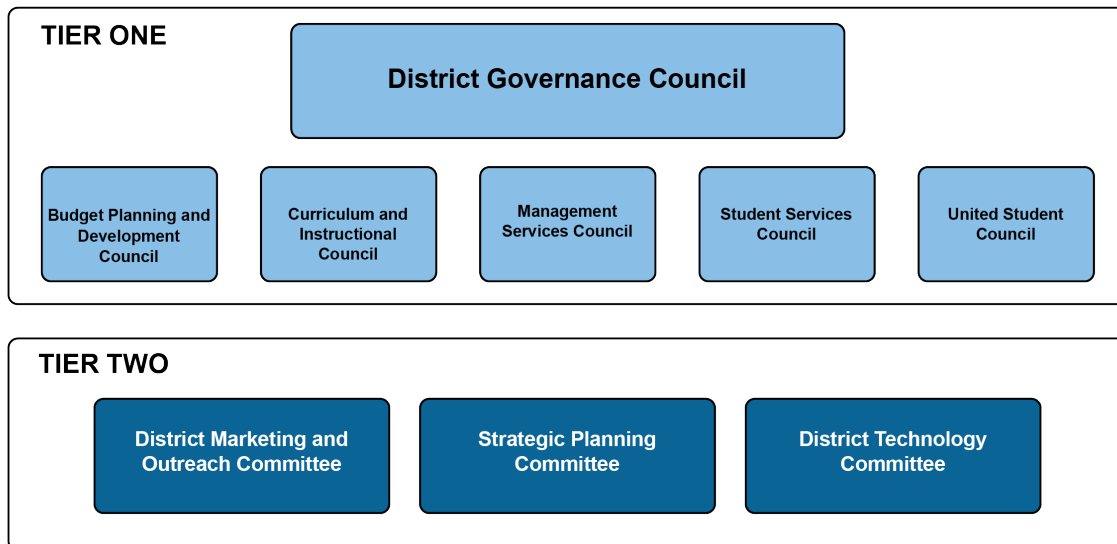 TIER ONE
District Governance Council
Budget Planning and
Development
Council
Curriculum and
Instructional
Council
Management
Services Council
Student Services
Council
United Student
Council
TIER TWO
District Marketing and
Outreach Committee
Strategic Planning
Committee
District Technology
Committee